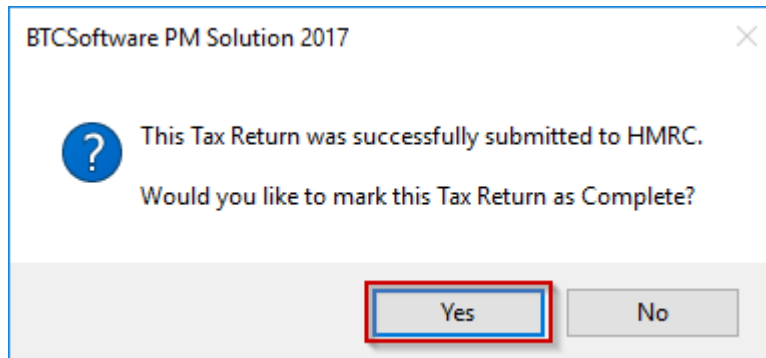 BTCSoftware PM Solution 2017
This Tax Return was successfully submitted to HMRC.
Would you like to mark this Tax Return as Complete?
Yes No